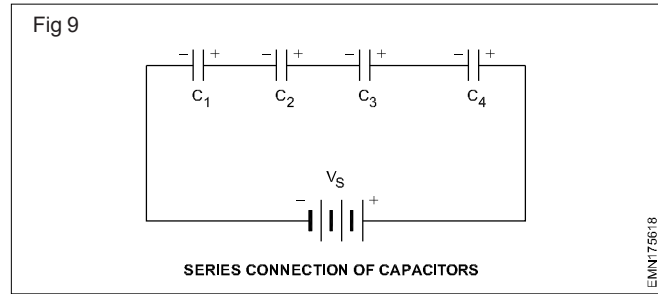 Fig 9
− + − + − + − +
C1 C2 C3 C4
VS
− +
SERIES CONNECTION OF CAPACITORS
EMN175618